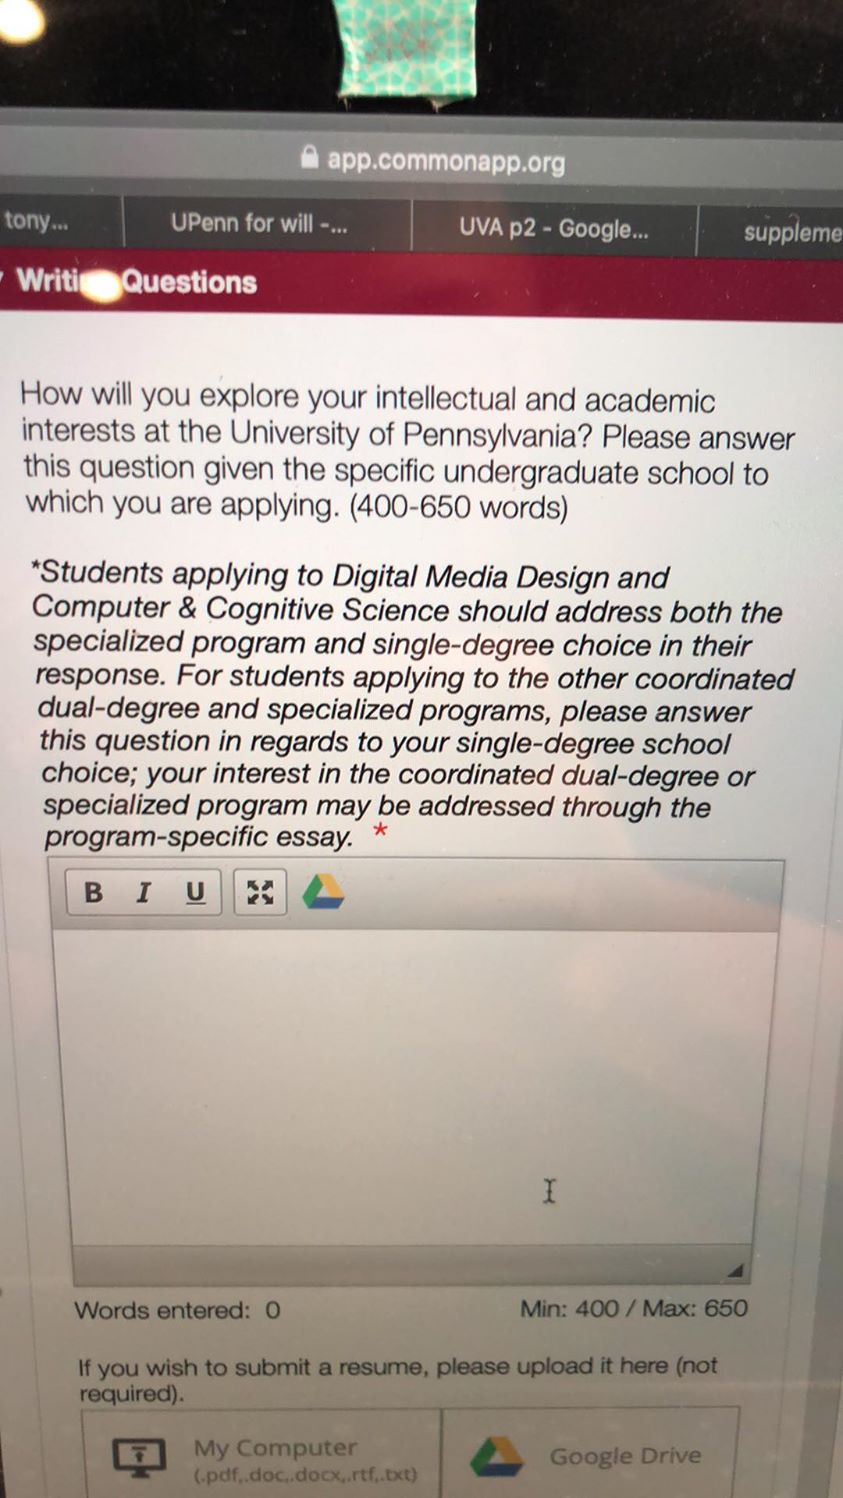 app.commonapp.org
tony...
UPenn for will -...
UVA p2 - Google...
suppleme
Questions
How will you explore your intellectual and academic
interests at the University of Pennsylvania? Please answer
this question given the specific undergraduate school to
which you are applying. (400-650 words)
*Students applying to Digital Media Design and
Computer & Cognitive Science should address both the
specialized program and single-degree choice in their
response. For students applying to the other coordinated
dual-degree and specialized programs, please answer
this question in regards to your single-degree school
choice; your interest in the coordinated dual-degree or
specialized program may be addressed through the
program-specific essay. *
B I U
Words entered: 0
Min: 400 / Max: 650
If you wish to submit a resume, please upload it here (not
required).
My Computer
(.pdf,.doc,.docx,.rtf,.txt)
Google Drive